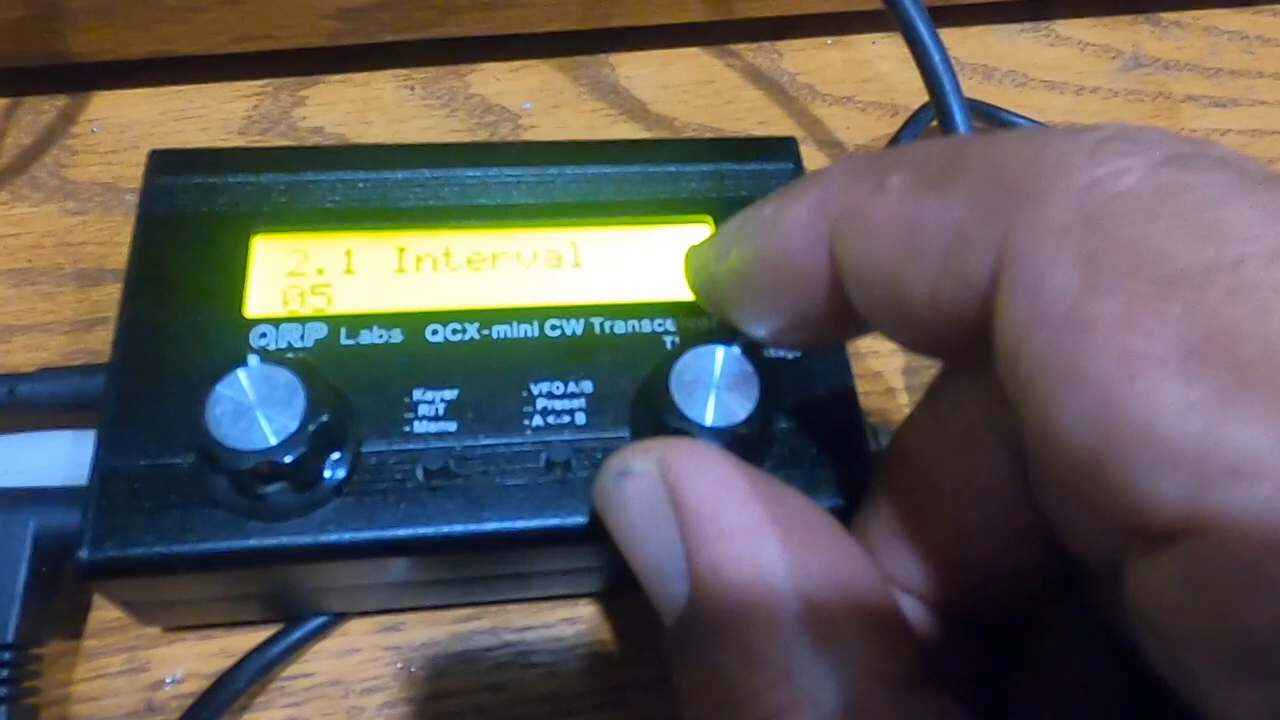 2.1 Interval
05
QRP Labs QCX-mini CW Transce
Keyer
RIT
Menu
VFO A/B
Preset
A <-> B